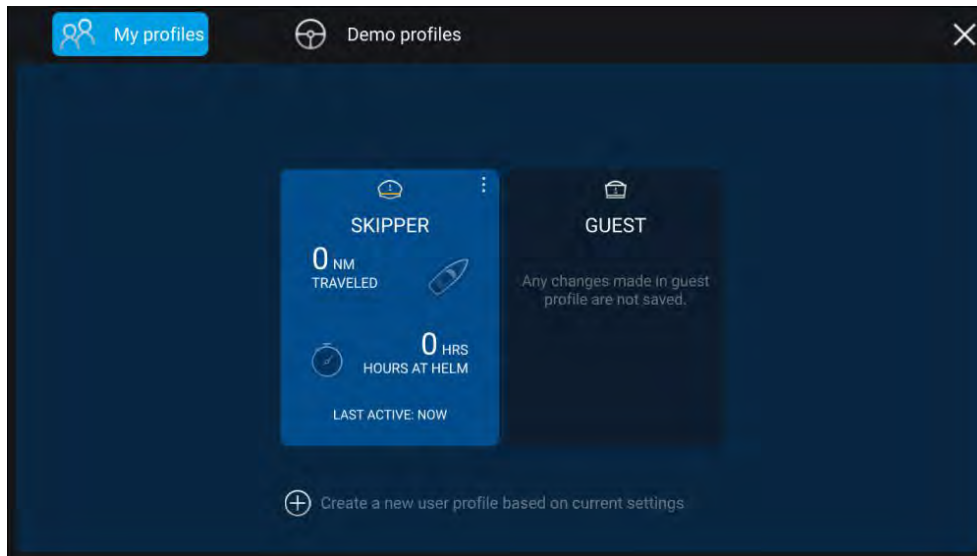 My profiles
Demo profiles
SKIPPER
0 NM
TRAVELED
0 HRS
HOURS AT HELM
LAST ACTIVE: NOW
GUEST
Any changes made in guest
profile are not saved.
Create a new user profile based on current settings